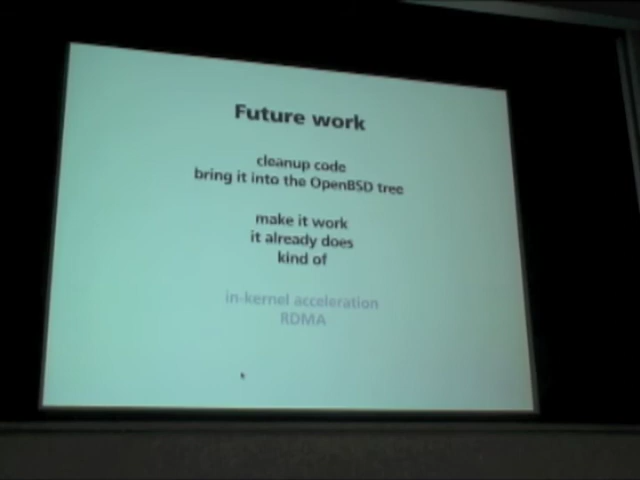 Future work
cleanup code
bring it into the OpenBSD tree
make it work
it already does
kind of
in-kernel acceleration
RDMA